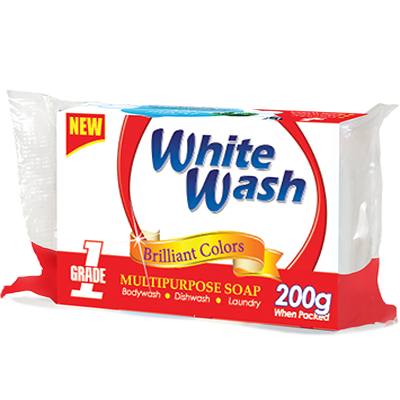 NEW
White
Wash
Brilliant Colors
GRADE 1
MULTIPURPOSE SOAP
Bodywash • Dishwash • Laundry
200g
When Packed